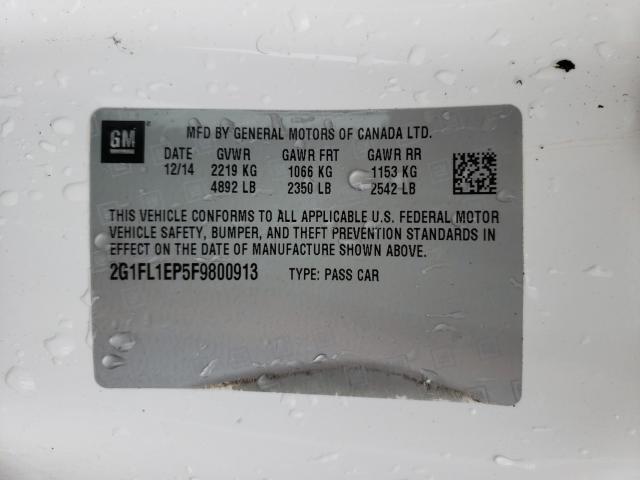 GM
MFD BY GENERAL MOTORS OF CANADA LTD.
DATE GVWR GAWR FRT GAWR RR
12/14 2219 KG 1066 KG 1153 KG
4892 LB 2350 LB 2542 LB
THIS VEHICLE CONFORMS TO ALL APPLICABLE U.S. FEDERAL MOTOR
VEHICLE SAFETY, BUMPER, AND THEFT PREVENTION STANDARDS IN
EFFECT ON THE DATE OF MANUFACTURE SHOWN ABOVE.
2G1FL1EP5F9800913 TYPE: PASS CAR